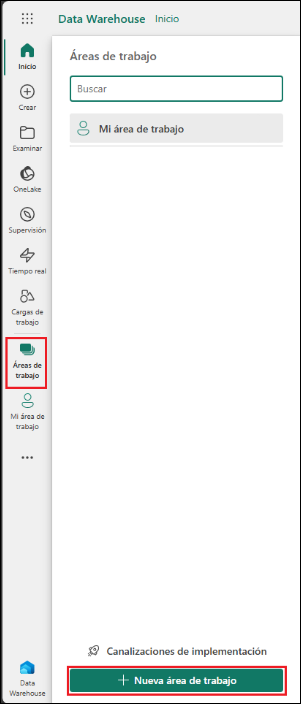 Data Warehouse Inicio
Inicio
Crear
Examinar
OneLake
Supervisión
Tiempo real
Cargas de
trabajo
Áreas de
trabajo
Mi área de
trabajo
Data
Warehouse
Áreas de trabajo
Buscar
Mi área de trabajo
Canalizaciones de implementación
Nueva área de trabajo